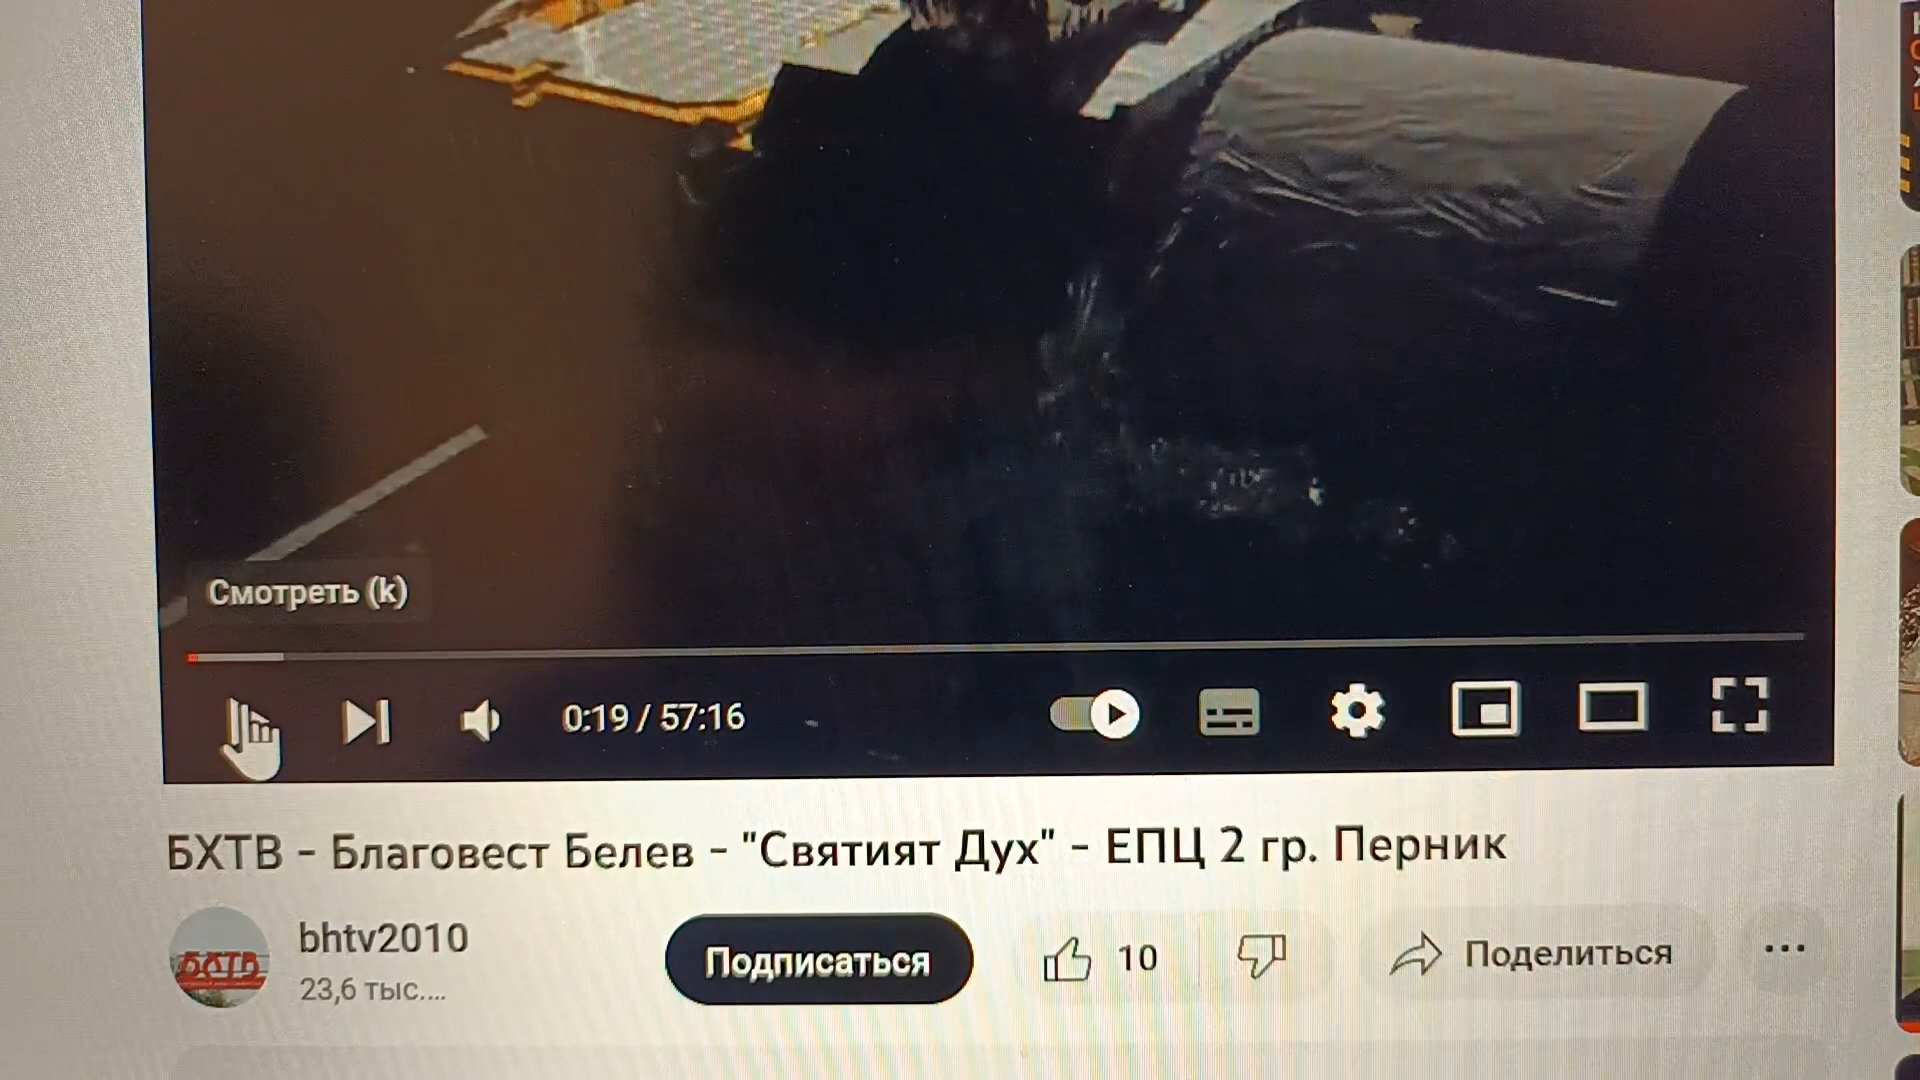 Смотреть (k)
0:19 / 57:16
БХТВ - Благовест Белев - "Святият Дух" - ЕПЦ 2 гр. Перник
bhtv2010
23,6 тыс....
БХТВ
Подписаться
10
Поделиться